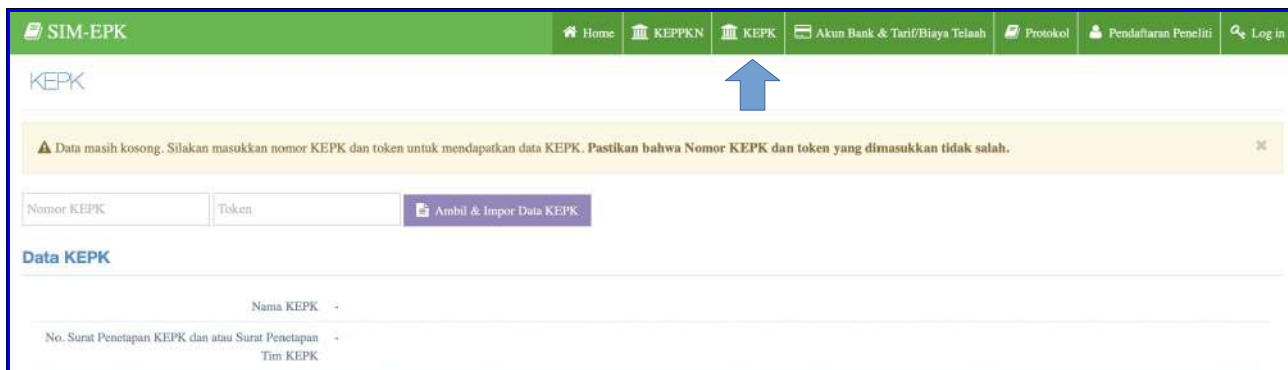 SIM-EPK
Home
KEPPKN
KEPK
Akun Bank & Tarif/Biaya Telaah
Protokol
Pendaftaran Peneliti
Log in
KEPK
Data masih kosong. Silakan masukkan nomor KEPK dan token untuk mendapatkan data KEPK. Pastikan bahwa Nomor KEPK dan token yang dimasukkan tidak salah.
Nomor KEPK
Token
Ambil & Impor Data KEPK
Data KEPK
Nama KEPK -
No. Surat Penetapan KEPK dan atau Surat Penetapan -
Tim KEPK